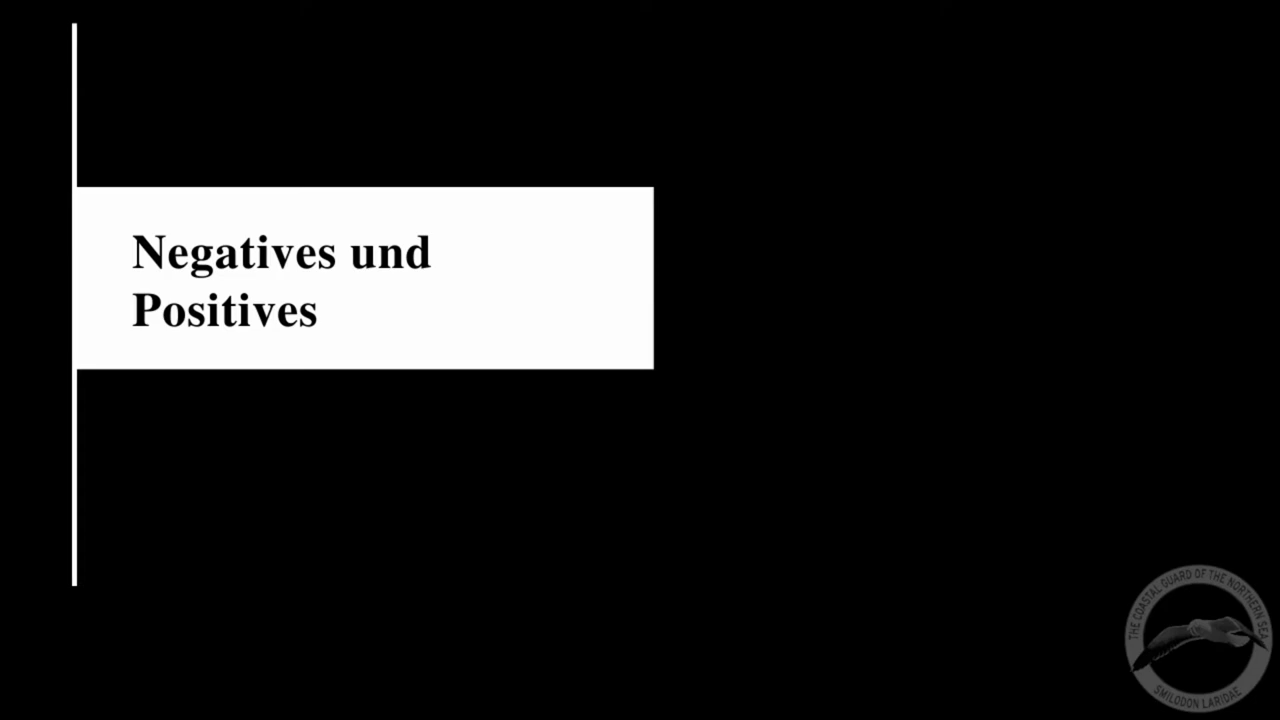 Negatives und
Positives
THE COASTAL GUARD OF THE NORTHERN SEA
SMILODON LARIDAE